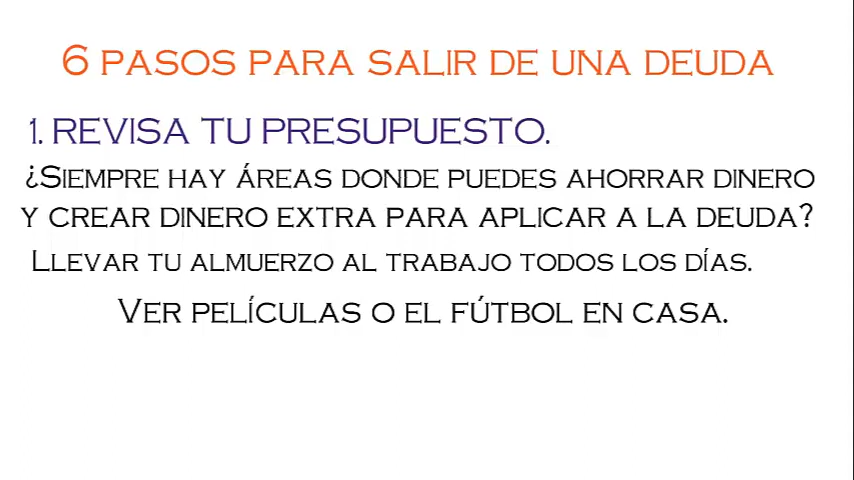 6 PASOS PARA SALIR DE UNA DEUDA
1. REVISA TU PRESUPUESTO.
¿SIEMPRE HAY ÁREAS DONDE PUEDES AHORRAR DINERO
Y CREAR DINERO EXTRA PARA APLICAR A LA DEUDA?
LLEVAR TU ALMUERZO AL TRABAJO TODOS LOS DÍAS.
VER PELÍCULAS O EL FÚTBOL EN CASA.